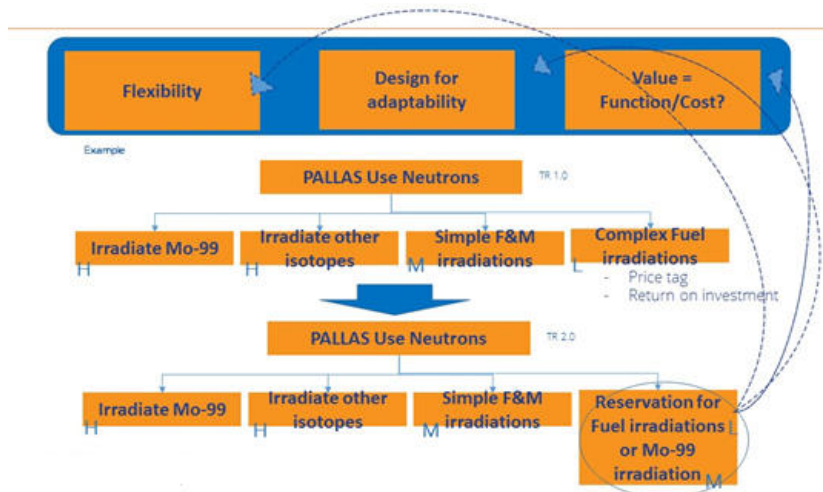 Flexibility
Design for
adaptability
Value =
Function/Cost?
Example
PALLAS Use Neutrons
TR 1.0
Irradiate Mo-99
H
Irradiate other
isotopes
H
Simple F&M
irradiations
M
Complex Fuel
irradiations
L
- Price tag
- Return on investment
PALLAS Use Neutrons
TR 2.0
Irradiate Mo-99
H
Irradiate other
isotopes
H
Simple F&M
irradiations
M
Reservation for
Fuel irradiations
L
or Mo-99
irradiation
M